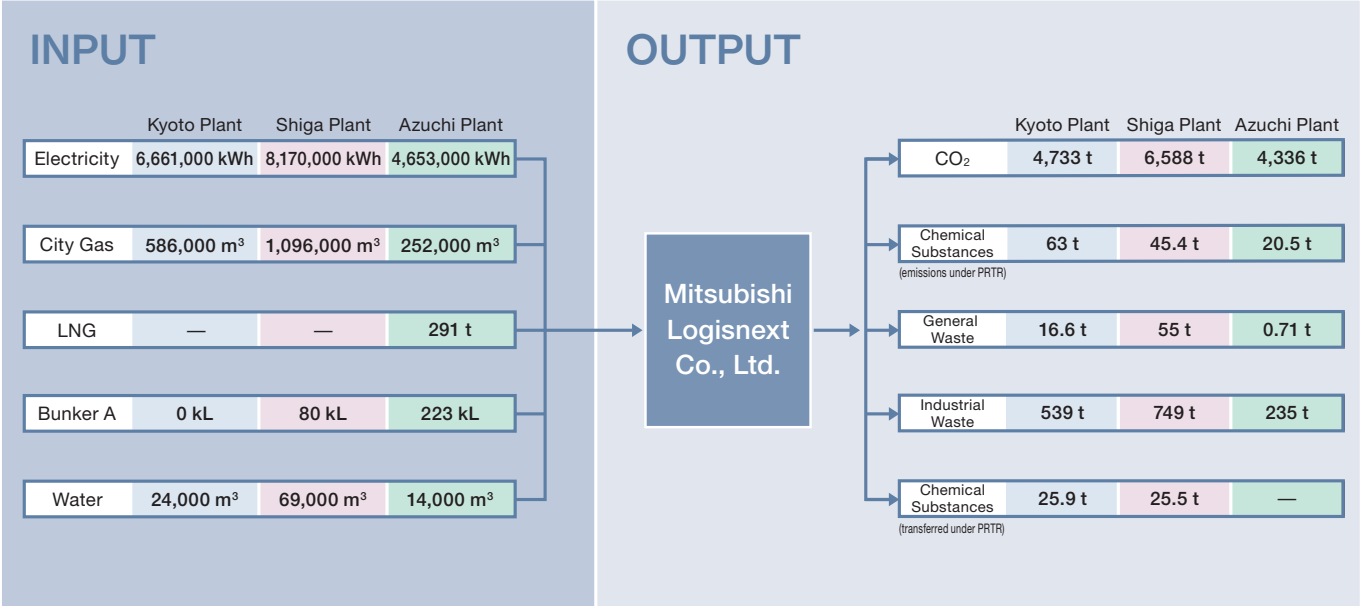 INPUT
Kyoto Plant Shiga Plant Azuchi Plant
Electricity 6,661,000 kWh 8,170,000 kWh 4,653,000 kWh
City Gas 586,000 m³ 1,096,000 m³ 252,000 m³
LNG — — 291 t
Bunker A 0 kL 80 kL 223 kL
Water 24,000 m³ 69,000 m³ 14,000 m³
Mitsubishi
Logisnext
Co., Ltd.
OUTPUT
Kyoto Plant Shiga Plant Azuchi Plant
CO₂ 4,733 t 6,588 t 4,336 t
Chemical
Substances 63 t 45.4 t 20.5 t
(emissions under PRTR)
General
Waste 16.6 t 55 t 0.71 t
Industrial
Waste 539 t 749 t 235 t
Chemical
Substances 25.9 t 25.5 t —
(transferred under PRTR)